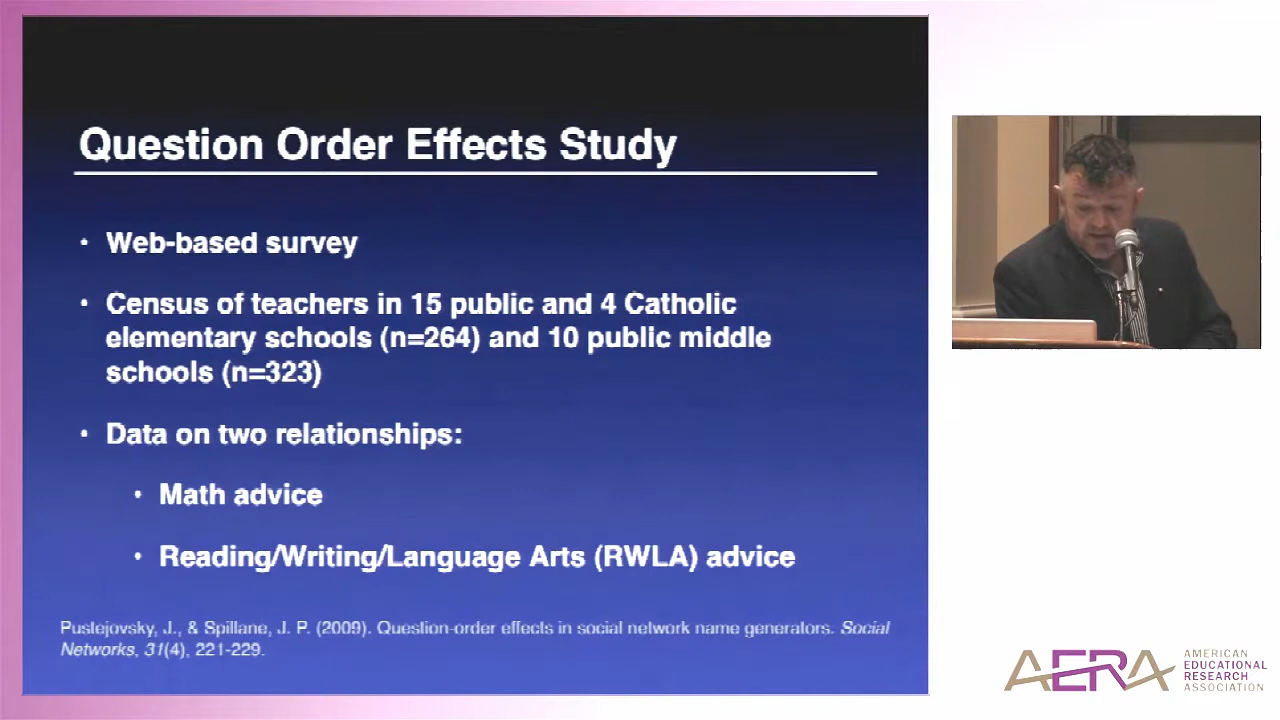 Question Order Effects Study
• Web-based survey
• Census of teachers in 15 public and 4 Catholic
elementary schools (n=264) and 10 public middle
schools (n=323)
• Data on two relationships:
• Math advice
• Reading/Writing/Language Arts (RWLA) advice
Pustejovsky, J., & Spillane, J. P. (2009). Question-order effects in social network name generators. Social
Networks, 31(4), 221-229.
AERA
AMERICAN
EDUCATIONAL
RESEARCH
ASSOCIATION